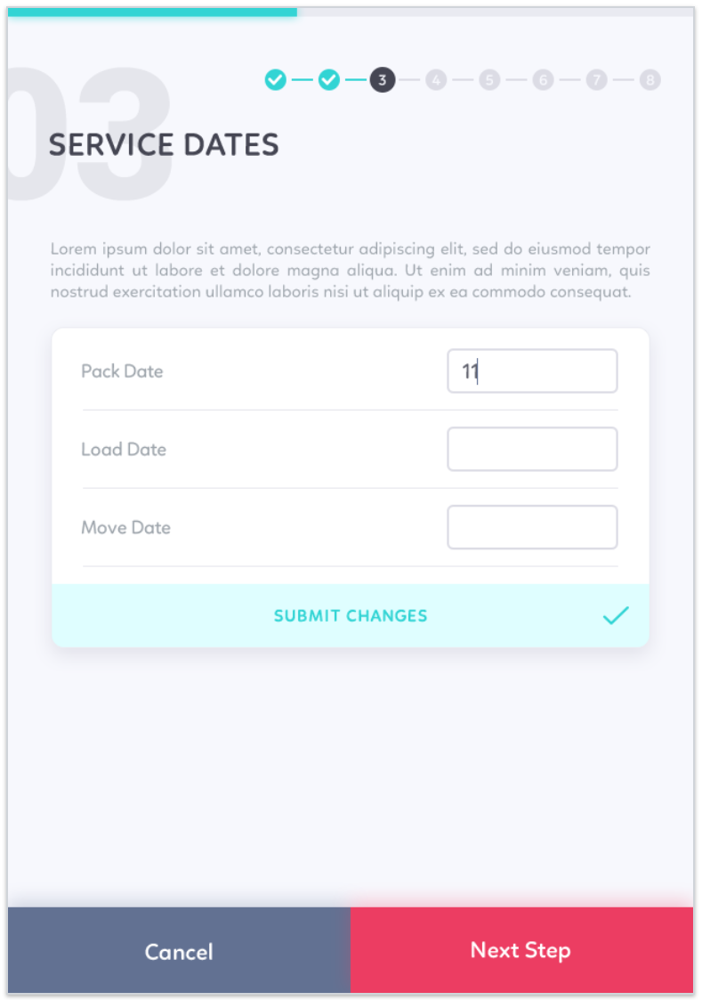 03
3 4 5 6 7 8
SERVICE DATES
Lorem ipsum dolor sit amet, consectetur adipiscing elit, sed do eiusmod tempor
incididunt ut labore et dolore magna aliqua. Ut enim ad minim veniam, quis
nostrud exercitation ullamco laboris nisi ut aliquip ex ea commodo consequat.
Pack Date 11
Load Date
Move Date
SUBMIT CHANGES
Cancel Next Step